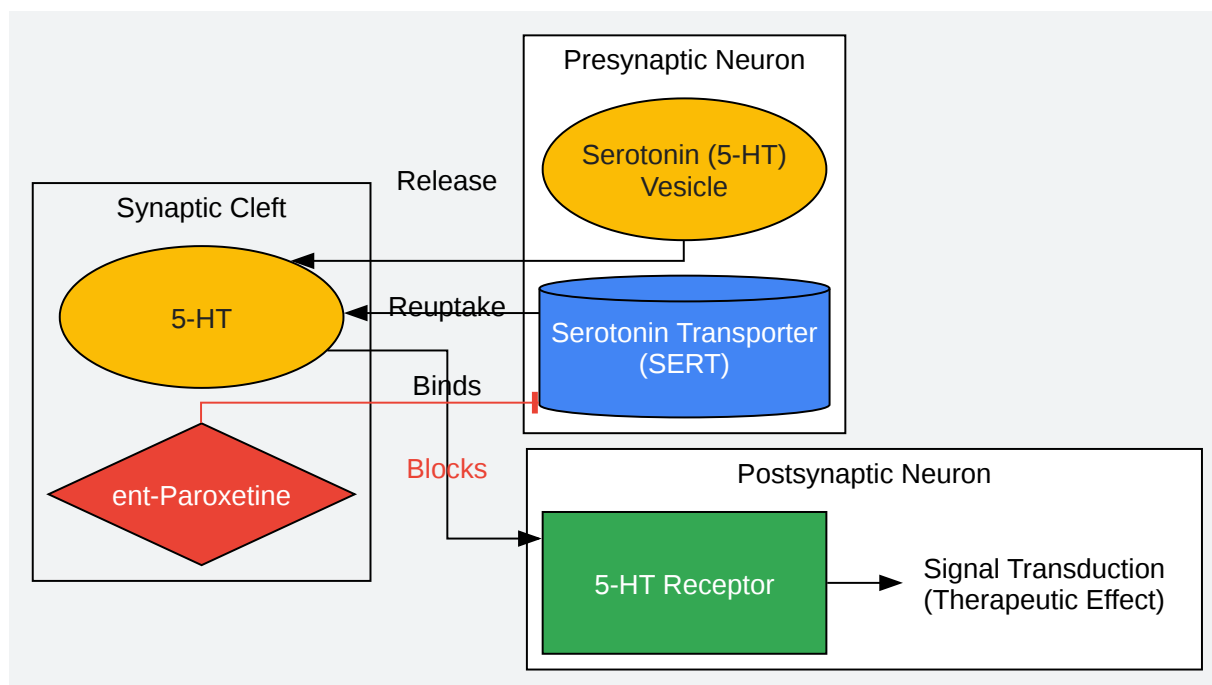 Presynaptic Neuron
Serotonin (5-HT)
Vesicle
Release
Synaptic Cleft
5-HT
Reuptake
Serotonin Transporter
(SERT)
Binds
Blocks
ent-Paroxetine
Postsynaptic Neuron
5-HT Receptor
Signal Transduction
(Therapeutic Effect)